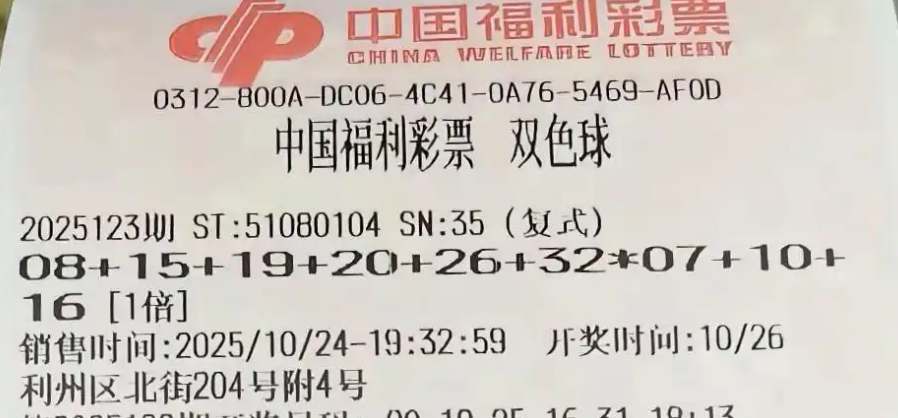 中国福利彩票
CHINA WELFARE LOTTERY
0312-800A-DC06-4C41-0A76-5469-AF0D
中国福利彩票 双色球
2025123期 ST:51080104 SN:35 (复式)
08+15+19+20+26+32*07+10+
16 [1倍]
销售时间:2025/10/24-19:32:59 开奖时间:10/26
利州区北街204号附4号